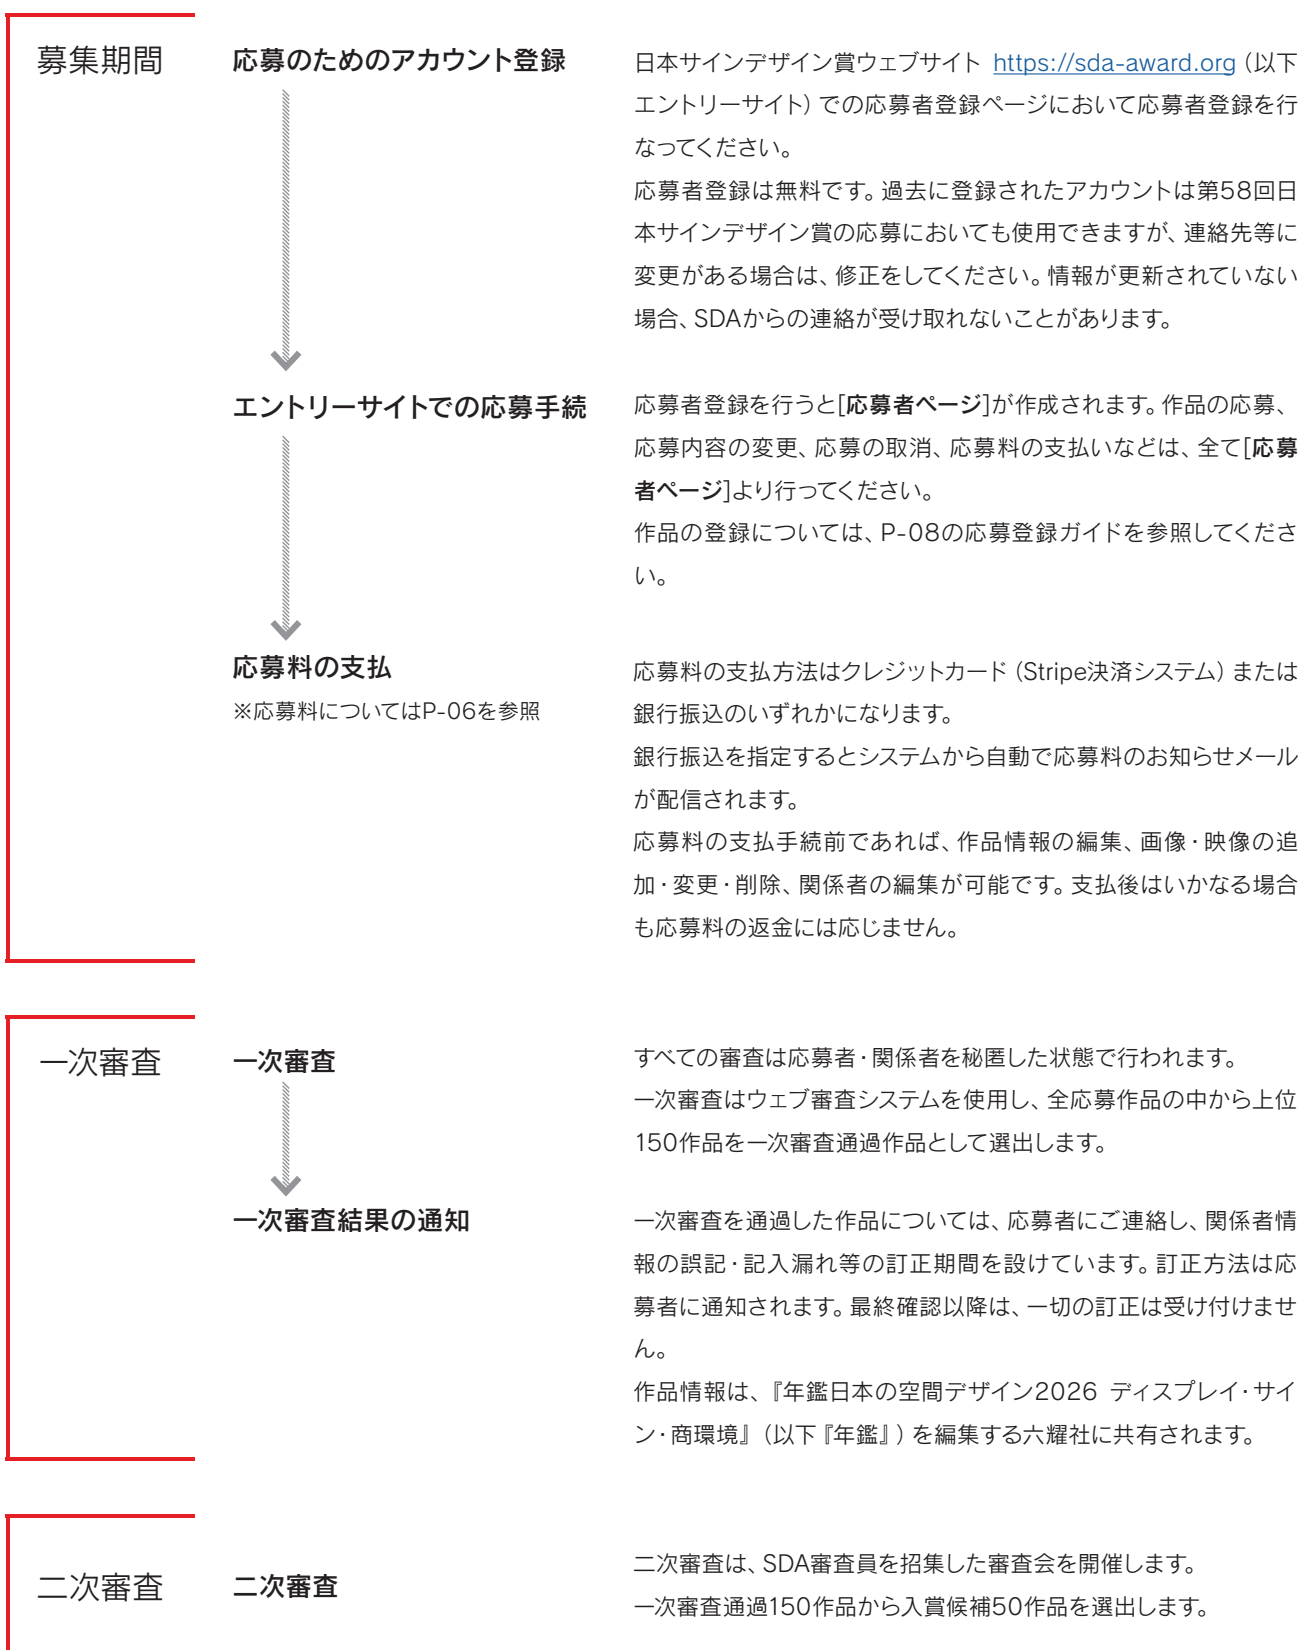 募集期間
応募のためのアカウント登録
日本サインデザイン賞ウェブサイト https://sda-award.org（以下
エントリーサイト）での応募者登録ページにおいて応募者登録を行
なってください。
応募者登録は無料です。過去に登録されたアカウントは第58回日
本サインデザイン賞の応募においても使用できますが、連絡先等に
変更がある場合は、修正をしてください。情報が更新されていない
場合、SDAからの連絡が受け取れないことがあります。
エントリーサイトでの応募手続
応募者登録を行うと[応募者ページ]が作成されます。作品の応募、
応募内容の変更、応募の取消、応募料の支払いなどは、全て[応募
者ページ]より行ってください。
作品の登録については、P-08の応募登録ガイドを参照してくださ
い。
応募料の支払
※応募料についてはP-06を参照
応募料の支払方法はクレジットカード（Stripe決済システム）または
銀行振込のいずれかになります。
銀行振込を指定するとシステムから自動で応募料のお知らせメール
が配信されます。
応募料の支払手続前であれば、作品情報の編集、画像・映像の追
加・変更・削除、関係者の編集が可能です。支払後はいかなる場合
も応募料の返金には応じません。
一次審査
一次審査
すべての審査は応募者・関係者を秘匿した状態で行われます。
一次審査はウェブ審査システムを使用し、全応募作品の中から上位
150作品を一次審査通過作品として選出します。
一次審査結果の通知
一次審査を通過した作品については、応募者にご連絡し、関係者情
報の誤記・記入漏れ等の訂正期間を設けています。訂正方法は応
募者に通知されます。最終確認以降は、一切の訂正は受け付けませ
ん。
作品情報は、『年鑑日本の空間デザイン2026 ディスプレイ・サイ
ン・商環境』（以下『年鑑』）を編集する六耀社に共有されます。
二次審査
二次審査
二次審査は、SDA審査員を招集した審査会を開催します。
一次審査通過150作品から入賞候補50作品を選出します。